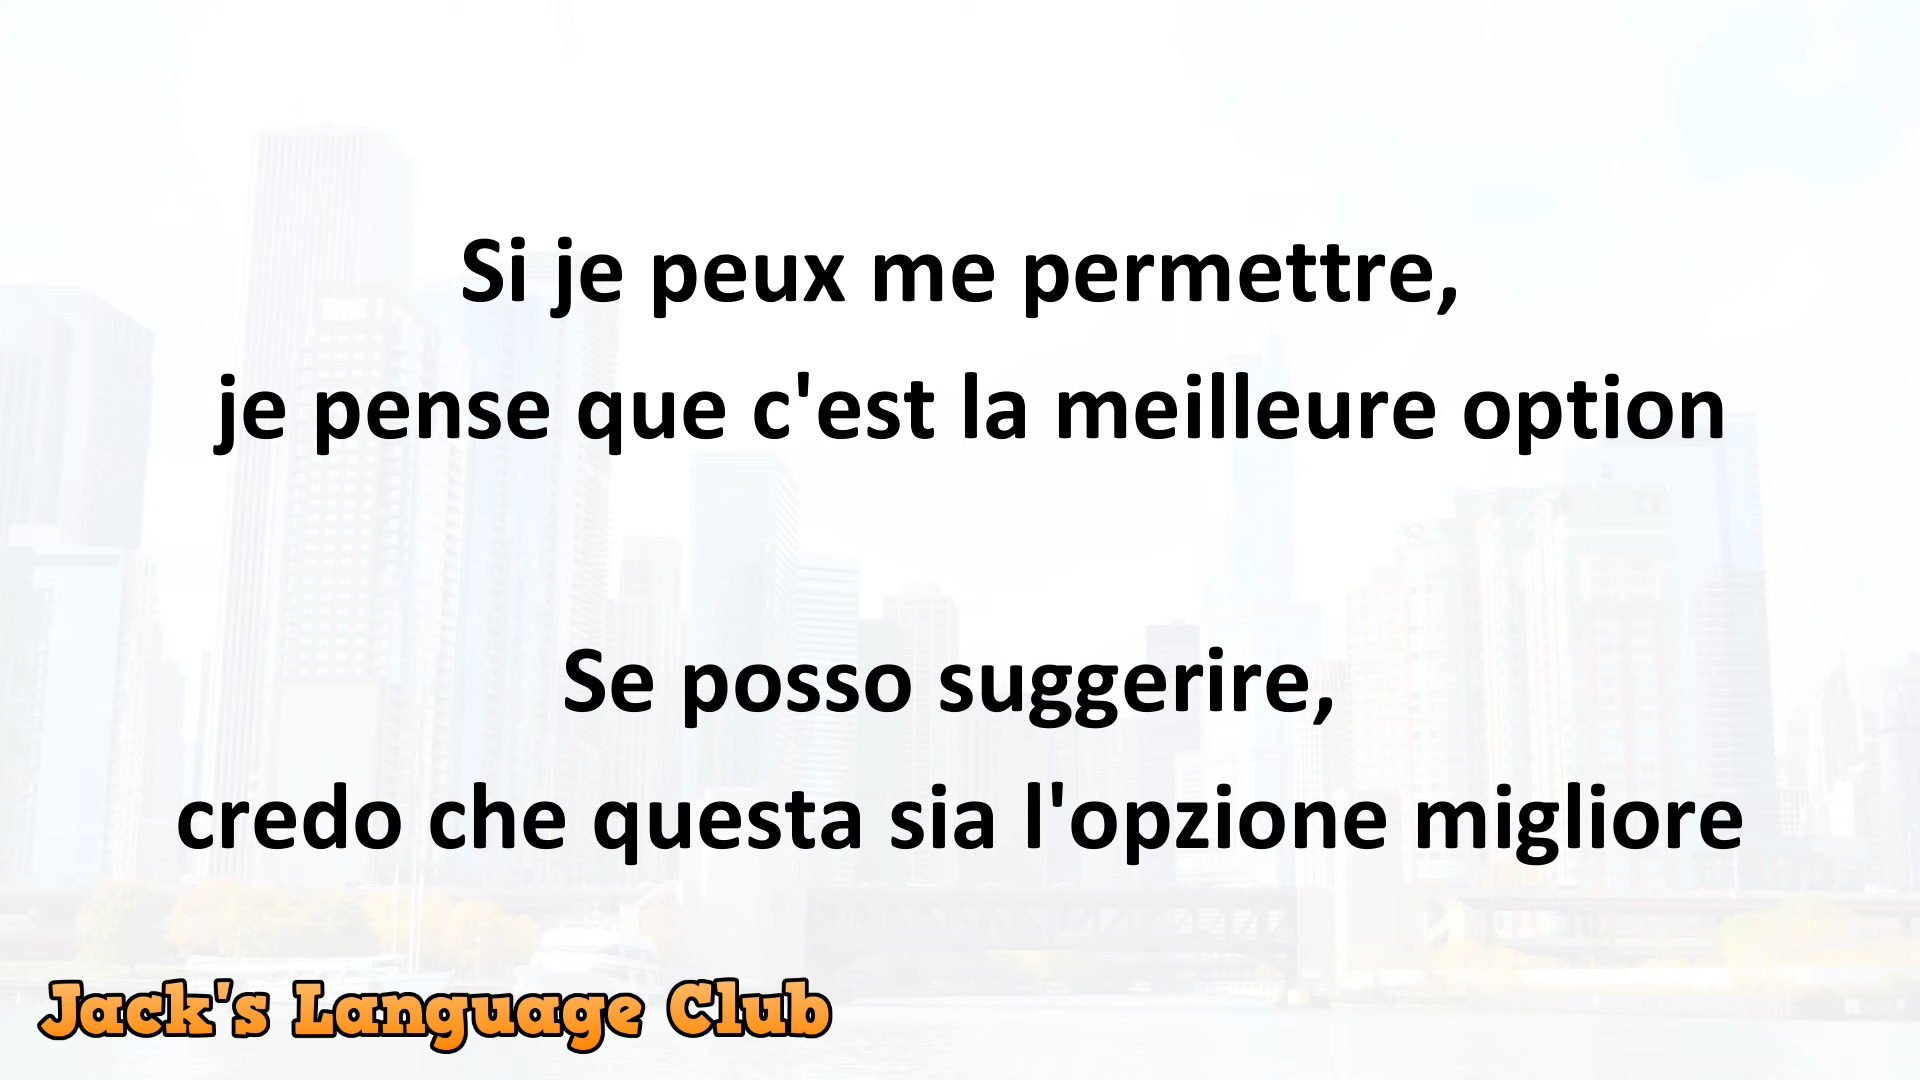 Si je peux me permettre,
je pense que c'est la meilleure option
Se posso suggerire,
credo che questa sia l'opzione migliore
Jack's Language Club